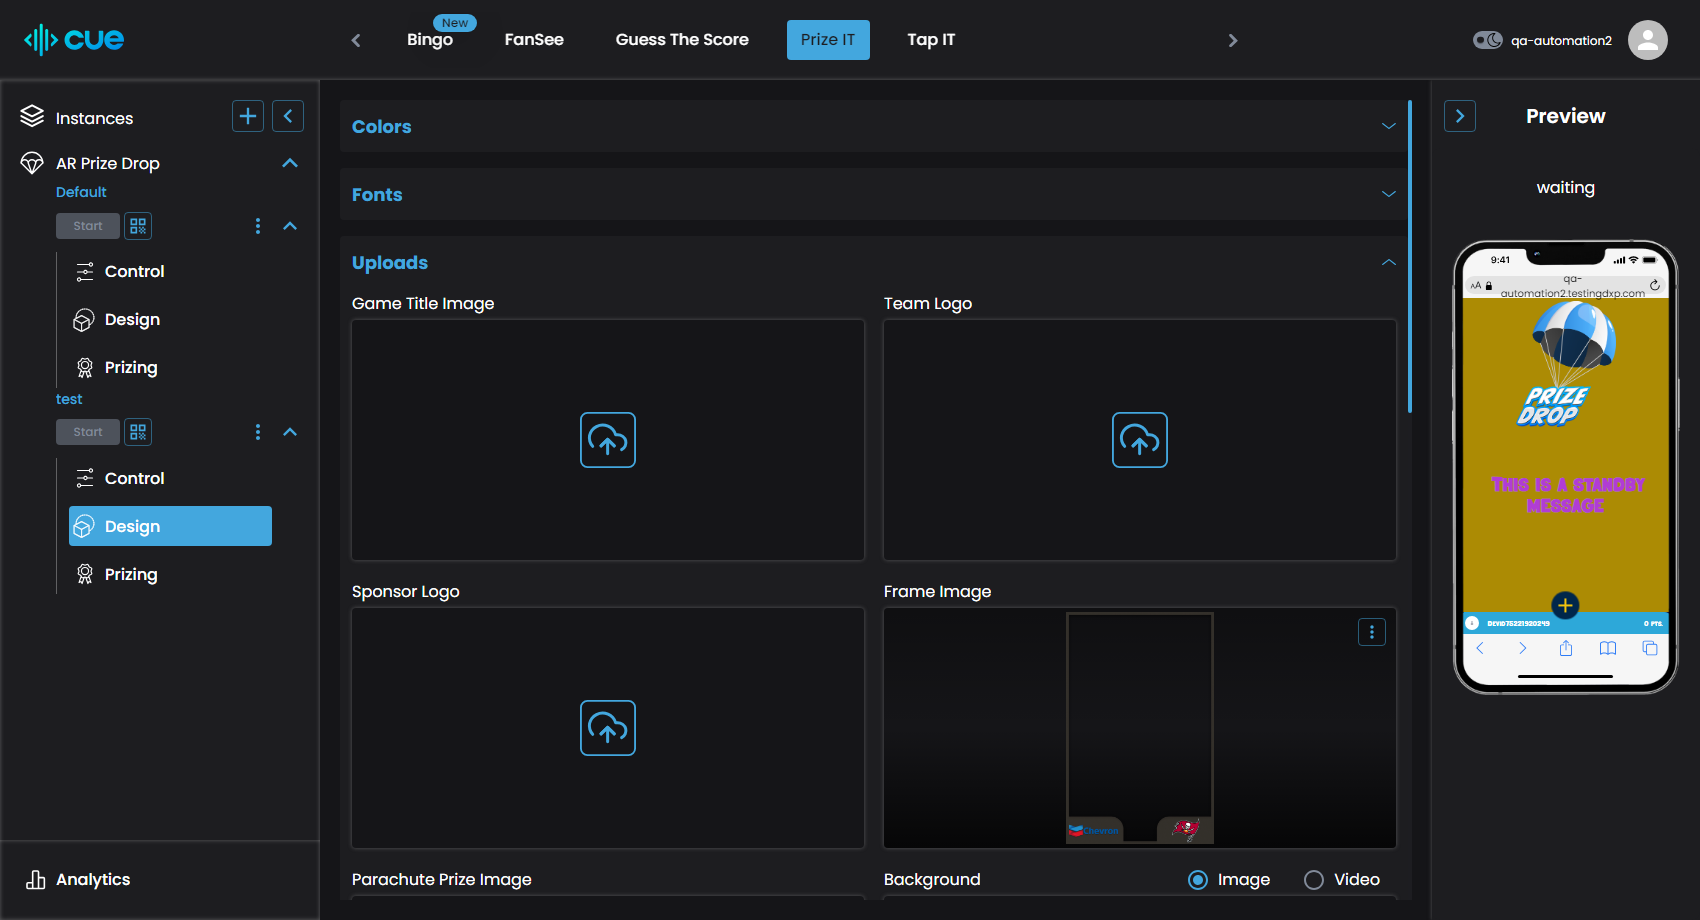 cue
New
Bingo
FanSee
Guess The Score
Prize IT
Tap IT
qa-automation2
Instances
AR Prize Drop
Default
Start
Control
Design
Prizing
test
Start
Control
Design
Prizing
Analytics
Colors
Fonts
Uploads
Game Title Image
Team Logo
Sponsor Logo
Frame Image
Chevron
Parachute Prize Image
Background
Image
Video
Preview
waiting
9:41
AA
qa-
automation2.testingdxp.com
PRIZE
DROP
THIS IS A STANDBY
MESSAGE
0 PTS.